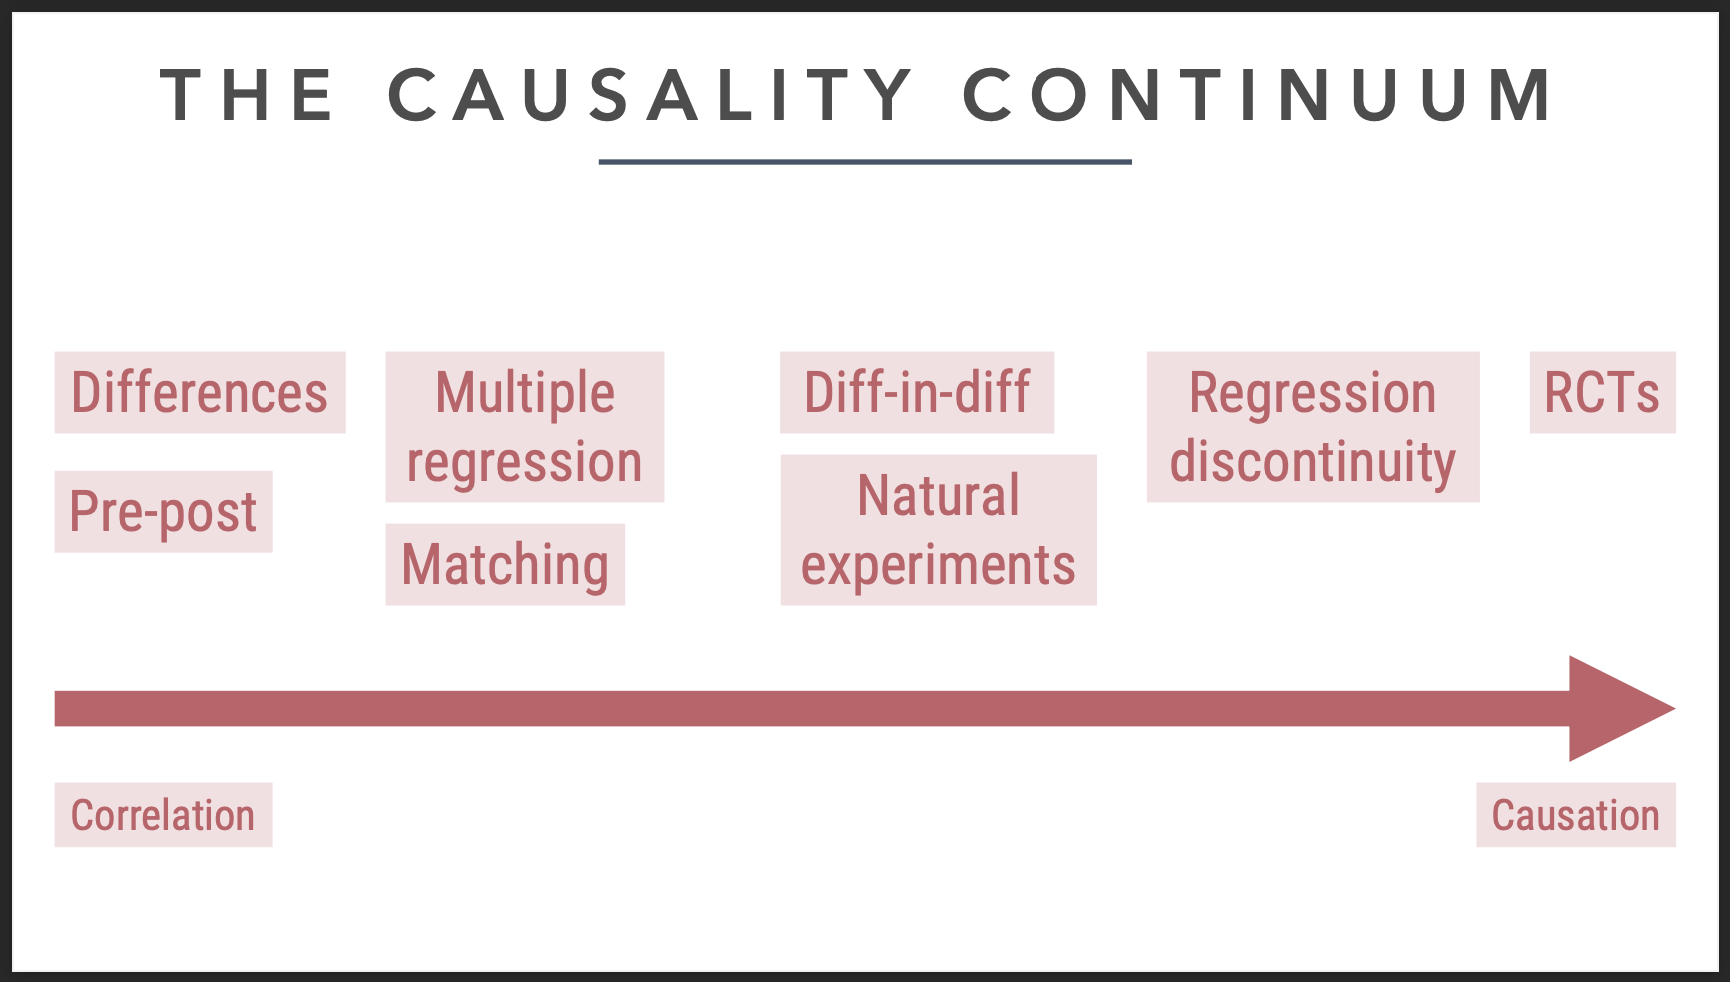 THE CAUSALITY CONTINUUM
Differences
Pre-post
Multiple
regression
Matching
Diff-in-diff
Natural
experiments
Regression
discontinuity
RCTs
Correlation
Causation